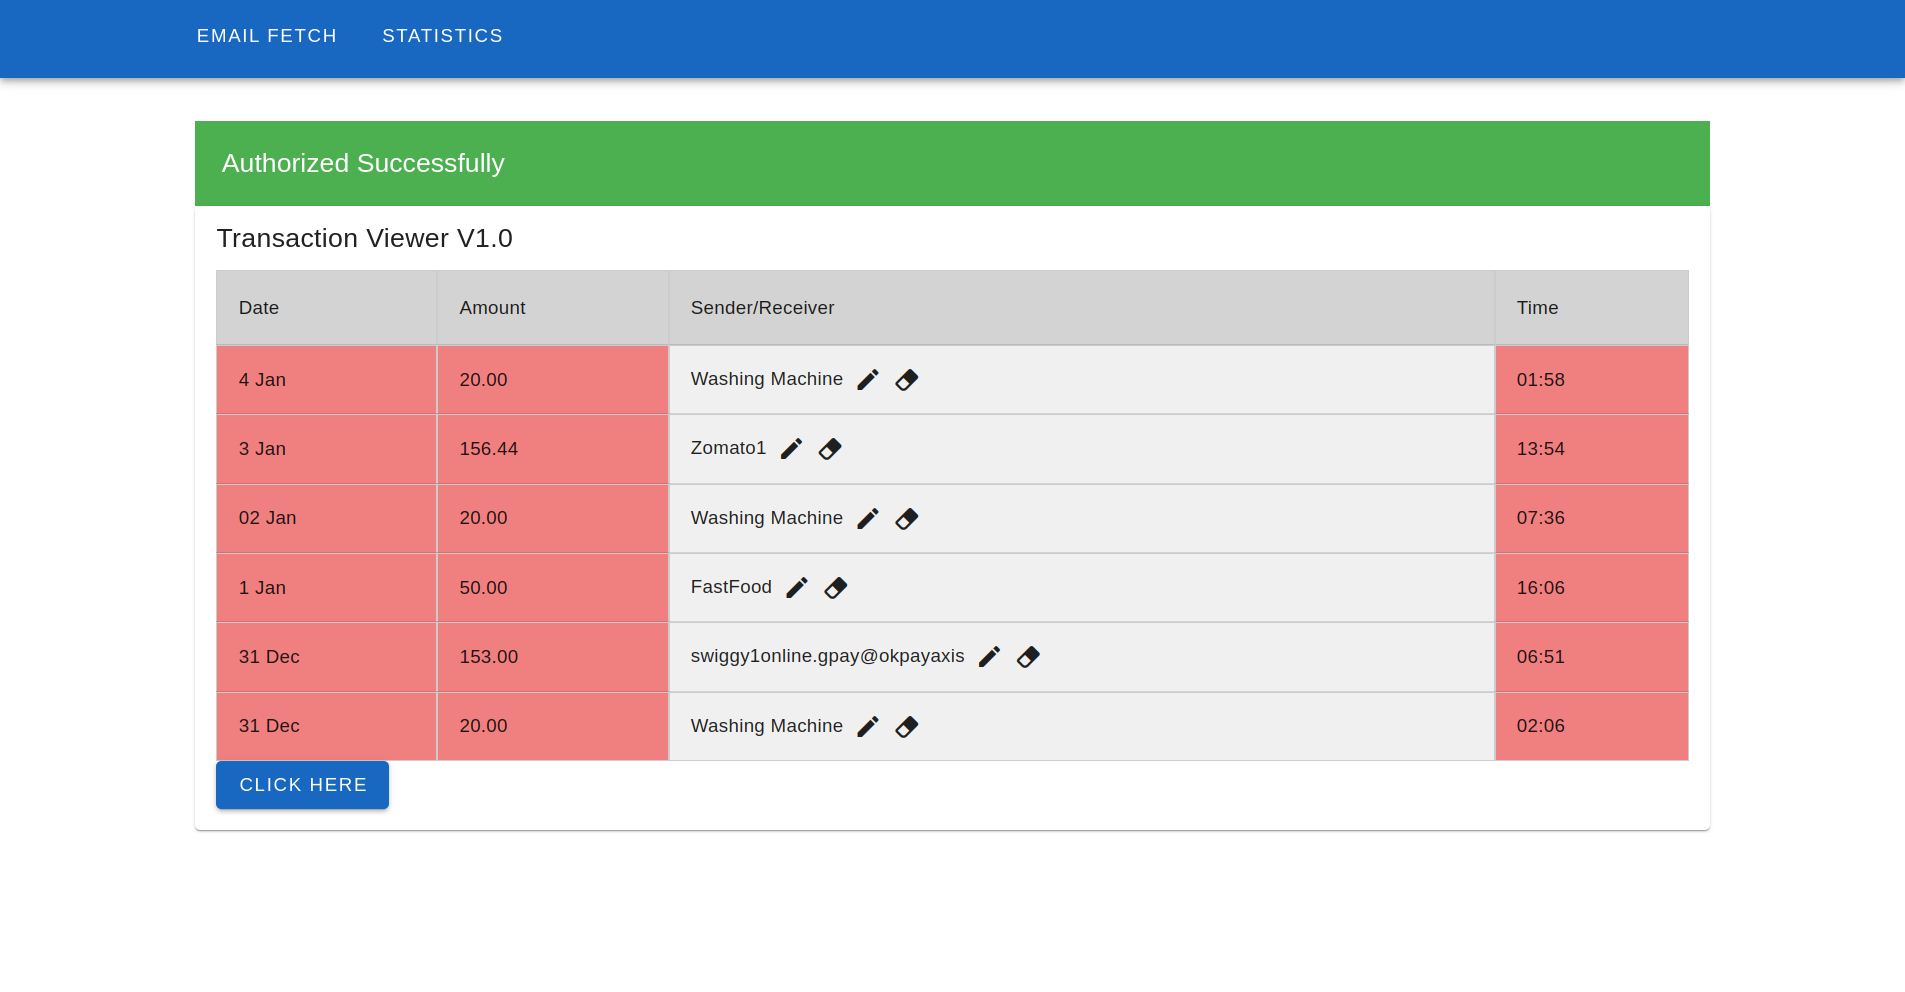 EMAIL FETCH STATISTICS
Authorized Successfully
Transaction Viewer V1.0
Date Amount Sender/Receiver Time
4 Jan 20.00 Washing Machine 01:58
3 Jan 156.44 Zomato1 13:54
02 Jan 20.00 Washing Machine 07:36
1 Jan 50.00 FastFood 16:06
31 Dec 153.00 swiggy1online.gpay@okpayaxis 06:51
31 Dec 20.00 Washing Machine 02:06
CLICK HERE